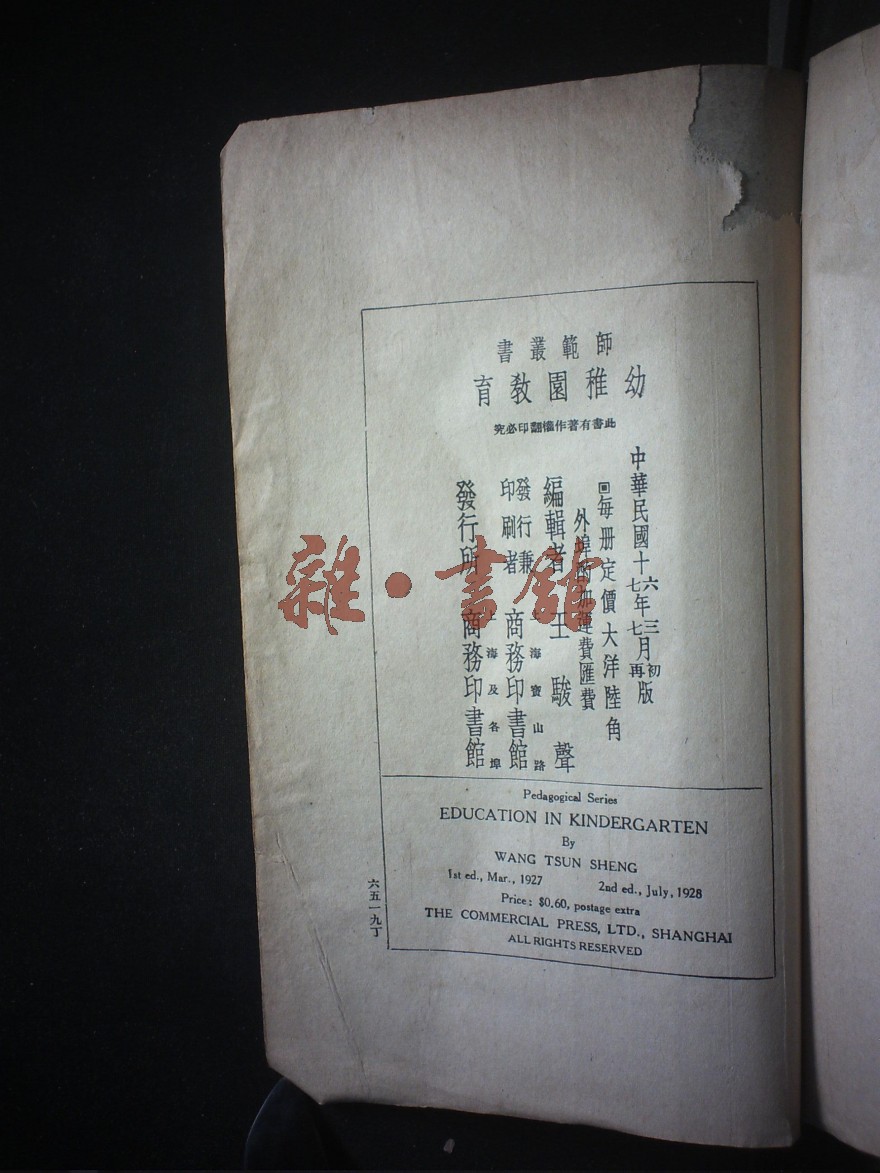 師範叢書
幼稚園教育
此書有著作權翻印必究
中華民國十六年三月初版
七年七月再版
回每册定價大洋陸角
外埠酌加運費匯費
編輯者 王駿聲
發行兼印刷者 上海寶山路 商務印書館
發行所 上海及各埠 商務印書館
Pedagogical Series
EDUCATION IN KINDERGARTEN
By
WANG TSUN SHENG
1st ed., Mar., 1927 2nd ed., July, 1928
Price: $0.60, postage extra
THE COMMERCIAL PRESS, LTD., SHANGHAI
ALL RIGHTS RESERVED
六五一九丁
雜·書館